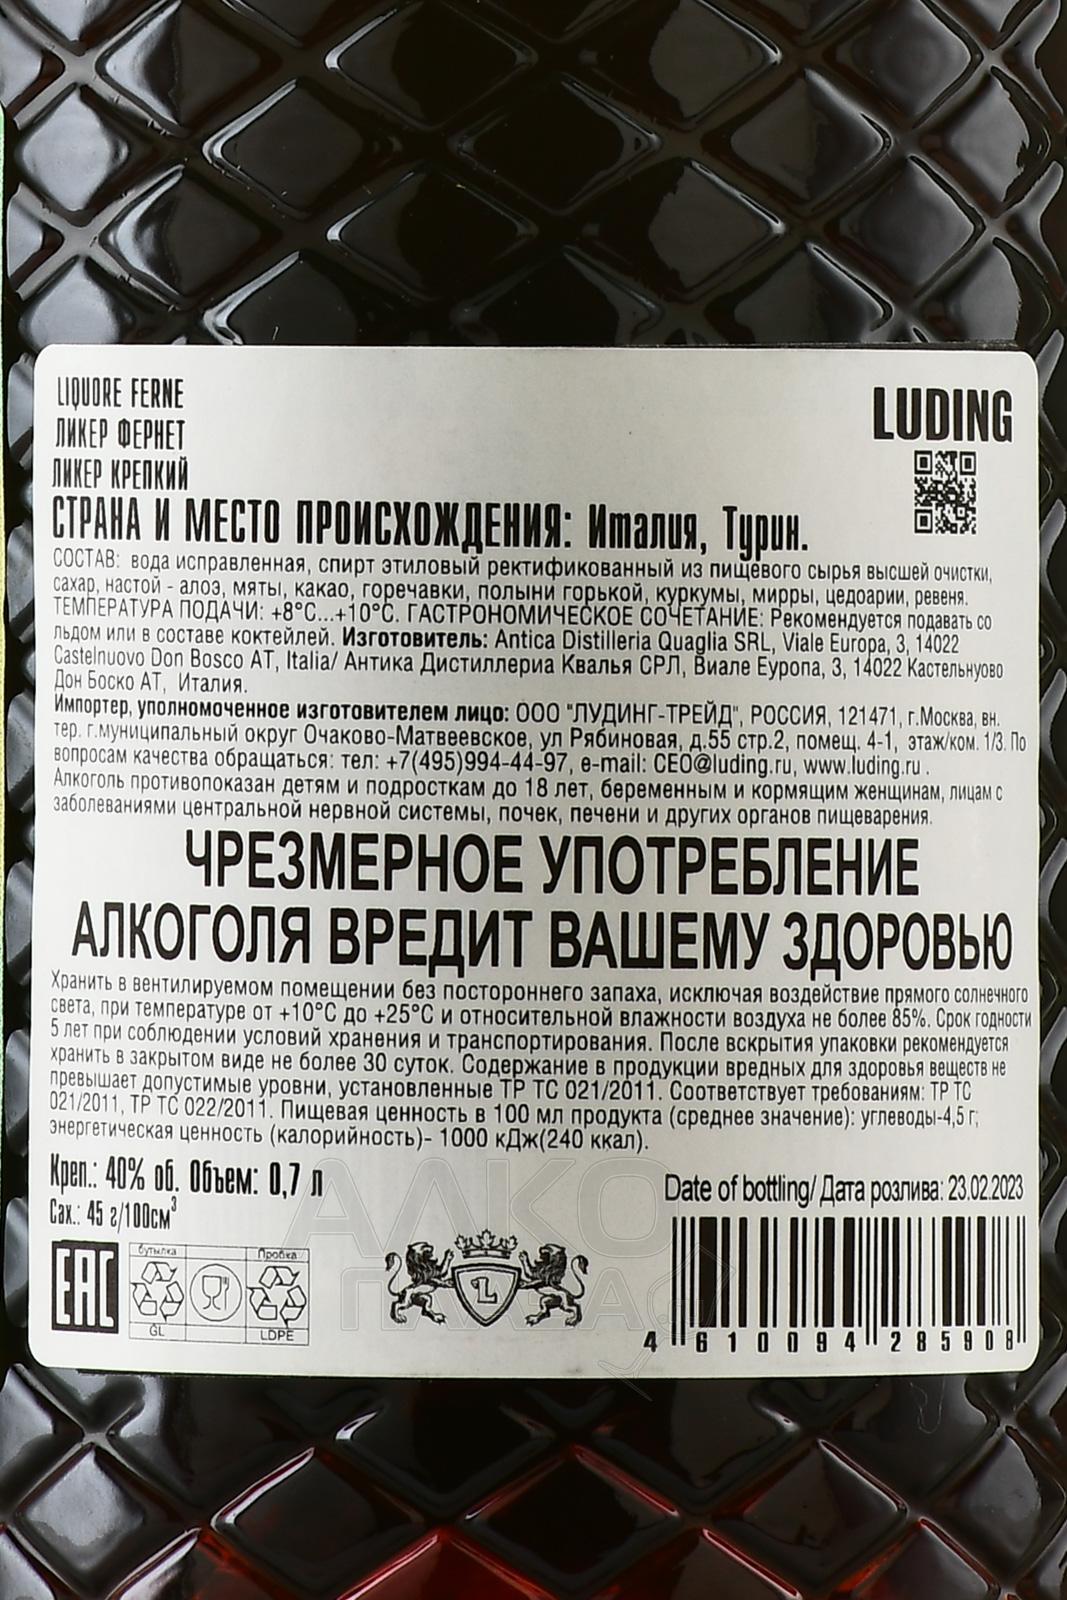 LIQUORE FERNE
ЛИКЕР ФЕРНЕТ
ЛИКЕР КРЕПКИЙ
LUDING
СТРАНА И МЕСТО ПРОИСХОЖДЕНИЯ: Италия, Турин.
СОСТАВ: вода исправленная, спирт этиловый ректификованный из пищевого сырья высшей очистки,
сахар, настой - алоэ, мяты, какао, горечавки, полыни горькой, куркумы, мирры, цедоарии, ревеня.
ТЕМПЕРАТУРА ПОДАЧИ: +8°C...+10°C. ГАСТРОНОМИЧЕСКОЕ СОЧЕТАНИЕ: Рекомендуется подавать со
льдом или в составе коктейлей. Изготовитель: Antica Distilleria Quaglia SRL, Viale Europa, 3, 14022
Castelnuovo Don Bosco AT, Italia/ Антика Дистиллериа Квалья СРЛ, Виале Еуропа, 3, 14022 Кастельнуово
Дон Боско АТ, Италия.
Импортер, уполномоченное изготовителем лицо: ООО "ЛУДИНГ-ТРЕЙД", РОССИЯ, 121471, г.Москва, вн.
тер. г.муниципальный округ Очаково-Матвеевское, ул Рябиновая, д.55 стр.2, помещ. 4-1, этаж/ком. 1/3. По
вопросам качества обращаться: тел: +7(495)994-44-97, e-mail: CEO@luding.ru, www.luding.ru .
Алкоголь противопоказан детям и подросткам до 18 лет, беременным и кормящим женщинам, лицам с
заболеваниями центральной нервной системы, почек, печени и других органов пищеварения.
ЧРЕЗМЕРНОЕ УПОТРЕБЛЕНИЕ
АЛКОГОЛЯ ВРЕДИТ ВАШЕМУ ЗДОРОВЬЮ
Хранить в вентилируемом помещении без постороннего запаха, исключая воздействие прямого солнечного
света, при температуре от +10°C до +25°C и относительной влажности воздуха не более 85%. Срок годности
5 лет при соблюдении условий хранения и транспортирования. После вскрытия упаковки рекомендуется
хранить в закрытом виде не более 30 суток. Содержание в продукции вредных для здоровья веществ не
превышает допустимые уровни, установленные ТР ТС 021/2011. Соответствует требованиям: ТР ТС
021/2011, ТР ТС 022/2011. Пищевая ценность в 100 мл продукта (среднее значение): углеводы-4,5 г;
энергетическая ценность (калорийность)- 1000 кДж(240 ккал).
Креп.: 40% об. Объем: 0,7 л
Сах.: 45 г/100см³
Date of bottling/ Дата розлива: 23.02.2023
EAC
бутылка
GL
Пробка
LDPE
L
АЛКО
ПАРКА
4 610094 285908